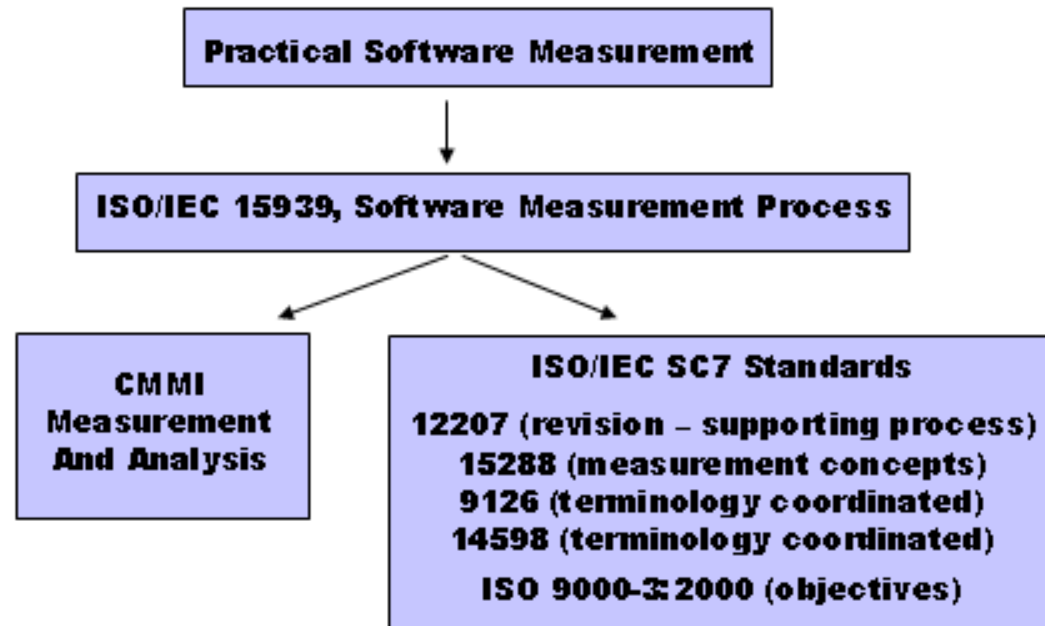 Practical Software Measurement
ISO/IEC 15939, Software Measurement Process
CMMI
Measurement
And Analysis
ISO/IEC SC7 Standards
12207 (revision – supporting process)
15288 (measurement concepts)
9126 (terminology coordinated)
14598 (terminology coordinated)
ISO 9000-3:2000 (objectives)